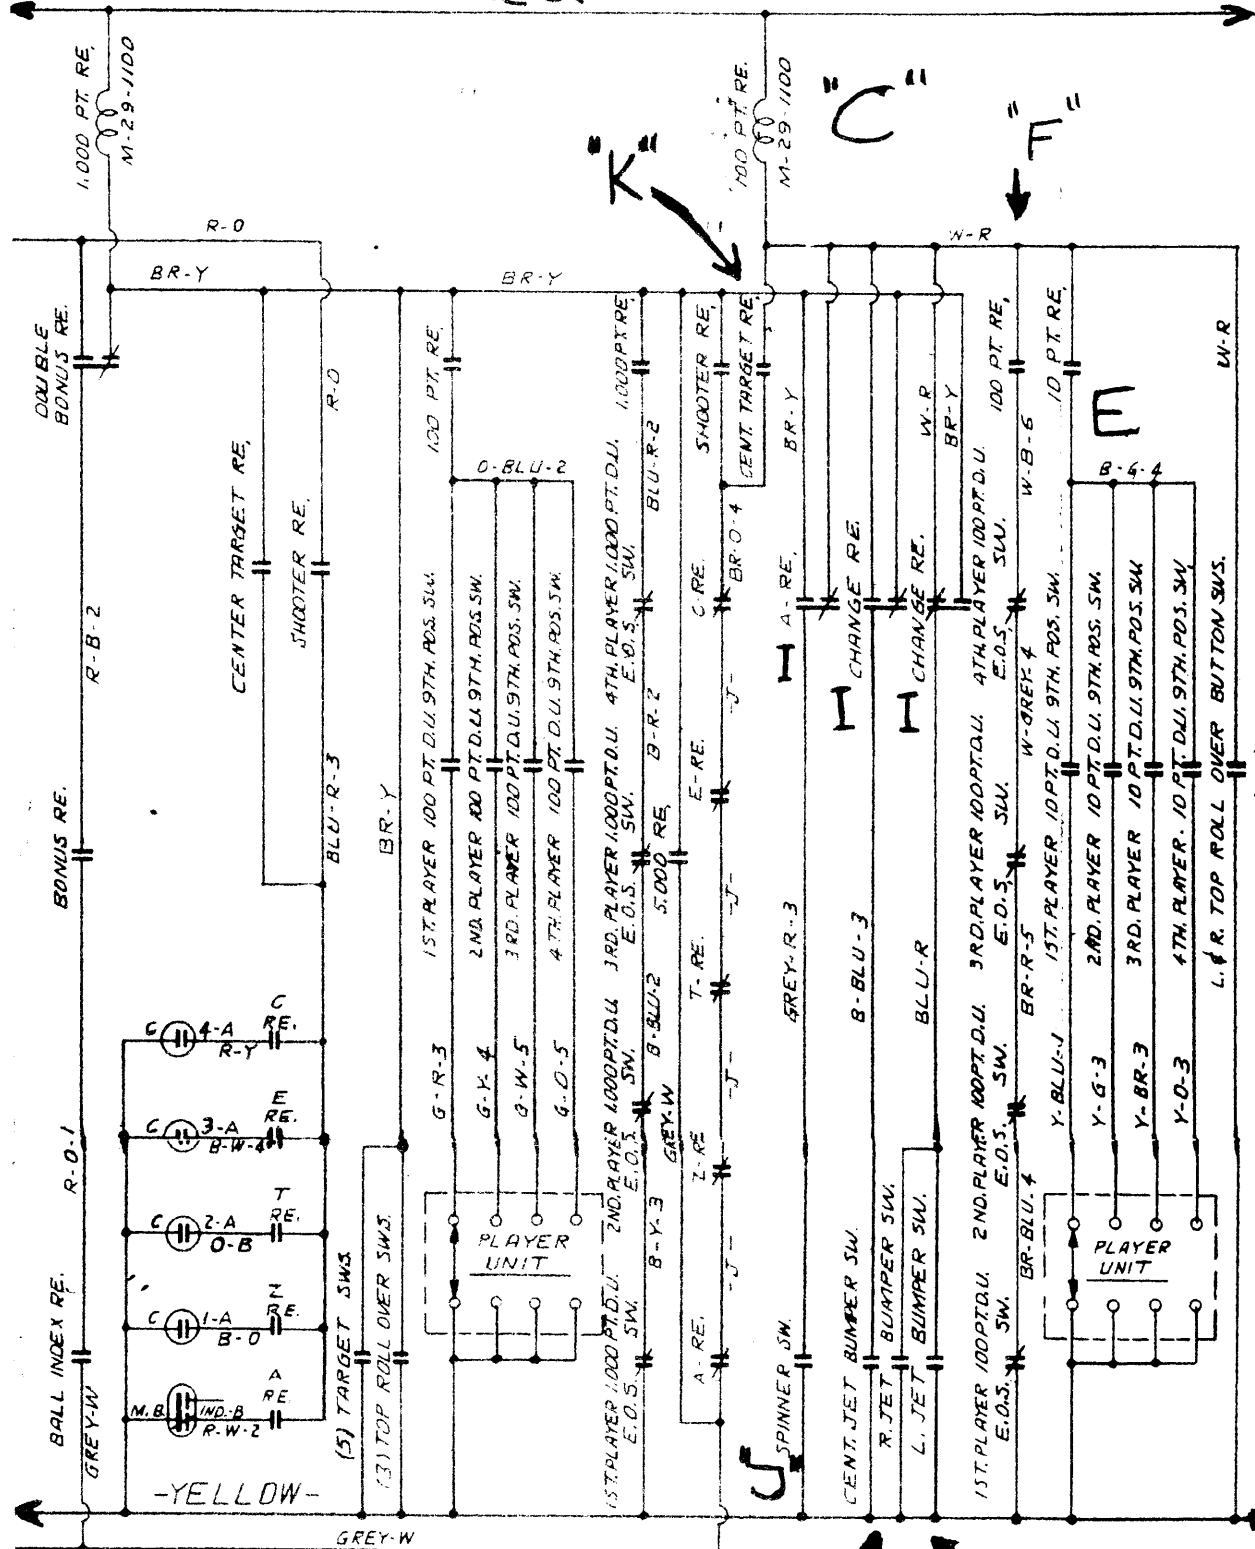 1,000 PT. RE.
M-29-1100
100 PT. RE.
M-29-1100
"C"
"F"
"K"
R-O
BR-Y
BR-Y
W-R
DOUBLE
BONUS RE.
R-O
100 PT. RE.
1,000 PT. RE.
SHOOTER RE.
CENT. TARGET RE.
BR-Y
W-R
BR-Y
100 PT. RE.
10 PT. RE.
W-R
E
O-BLU-2
BLU-R-2
W-B-6
B-G-4
CENTER TARGET RE.
SHOOTER RE.
R-B-2
BR-O-4
C-RE.
A-RE.
CHANGE RE.
CHANGE RE.
I
I
I
-J-
E-RE.
-J-
T-RE.
-J-
Z-RE
-J-
A-RE.
BONUS RE.
BLU-R-3
BR-Y
1ST. PLAYER 100 PT. D.U. 9TH. POS. SW.
2ND. PLAYER 100 PT. D.U. 9TH. POS. SW.
3RD. PLAYER 100 PT. D.U. 9TH. POS. SW.
4TH. PLAYER 100 PT. D.U. 9TH. POS. SW.
4TH. PLAYER 1,000 PT. D.U.
E.O.S. SW.
B-R-2
3RD. PLAYER 1,000 PT. D.U.
E.O.S. SW.
5,000 RE.
B-BLU-2
GREY-W
2ND. PLAYER 1,000 PT. D.U.
E.O.S. SW.
B-Y-3
1ST. PLAYER 1,000 PT. D.U.
E.O.S. SW.
GREY-R-3
B-BLU-3
BLU-R
4TH. PLAYER 100 PT. D.U.
E.O.S. SW.
W-GREY-4
3RD. PLAYER 100 PT. D.U.
E.O.S. SW.
BR-R-5
2ND. PLAYER 100 PT. D.U.
E.O.S. SW.
BR-BLU-4
1ST. PLAYER 100 PT. D.U.
E.O.S. SW.
1ST. PLAYER 10 PT. D.U. 9TH. POS. SW.
2ND. PLAYER 10 PT. D.U. 9TH. POS. SW.
3RD. PLAYER 10 PT. D.U. 9TH. POS. SW.
4TH. PLAYER. 10 PT. D.U. 9TH. POS. SW.
L. & R. TOP ROLL OVER BUTTON SWS.
G-R-3
G-Y-4
G-W-5
G-O-5
Y-BLU-1
Y-G-3
Y-BR-3
Y-O-3
C 4-A C RE.
R-Y
C 3-A E RE.
B-W-4
C 2-A T RE.
O-B
C 1-A Z RE.
B-O
M.B. IND.-B A RE
R-W-2
R-O-1
BALL INDEX RE.
GREY-W
(5) TARGET SWS.
(3) TOP ROLL OVER SWS.
PLAYER
UNIT
PLAYER
UNIT
"J"
SPINNER SW.
CENT. JET BUMPER SW.
R. JET BUMPER SW.
L. JET BUMPER SW.
-YELLOW-
GREY-W